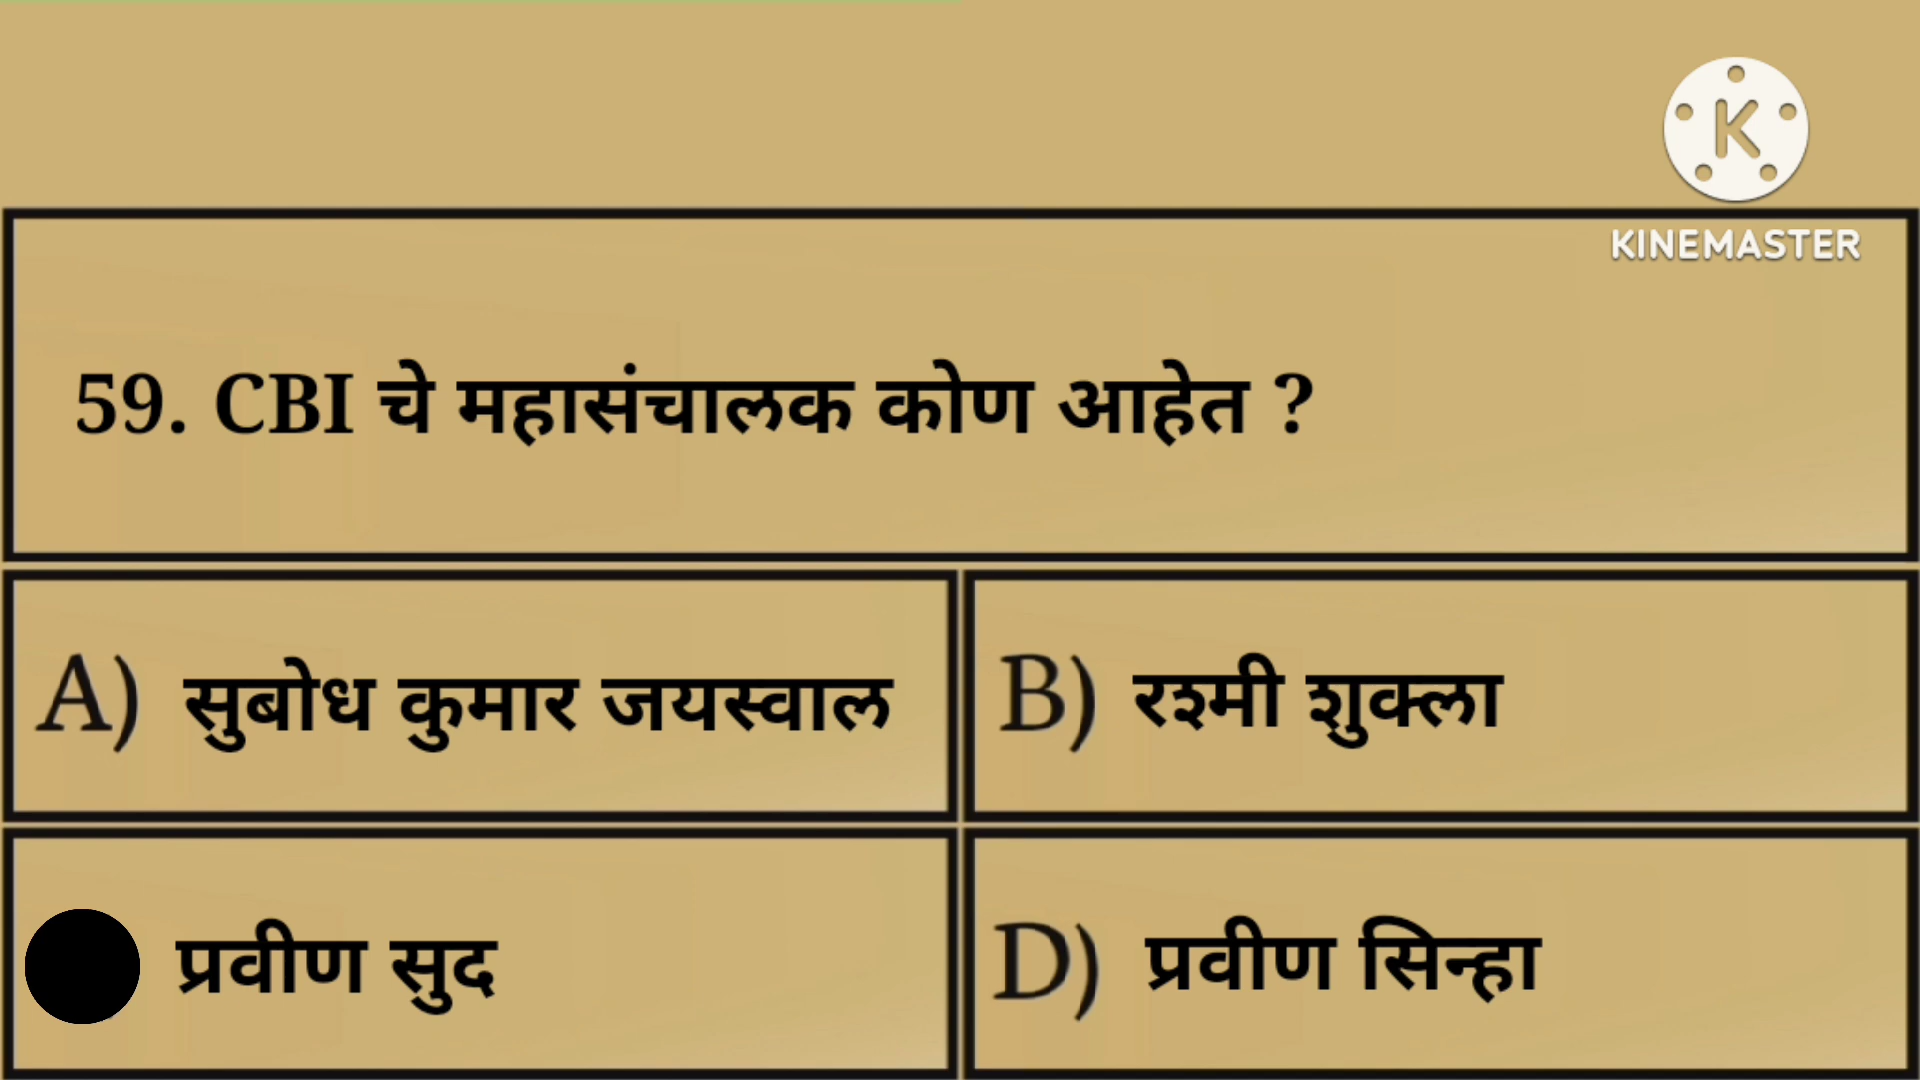 K
KINEMASTER
59. CBI चे महासंचालक कोण आहेत ?
A) सुबोध कुमार जयस्वाल
B) रश्मी शुक्ला
प्रवीण सुद
D) प्रवीण सिन्हा